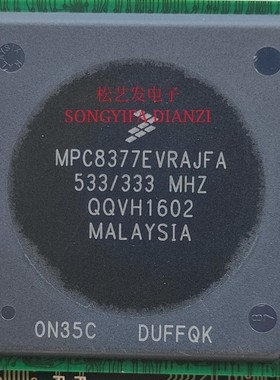 松艺发电子
SONGYIFA DIANZI
MPC8377EVRAJFA
533/333 MHZ
QQVH1602
MALAYSIA
0N35C DUFFQK